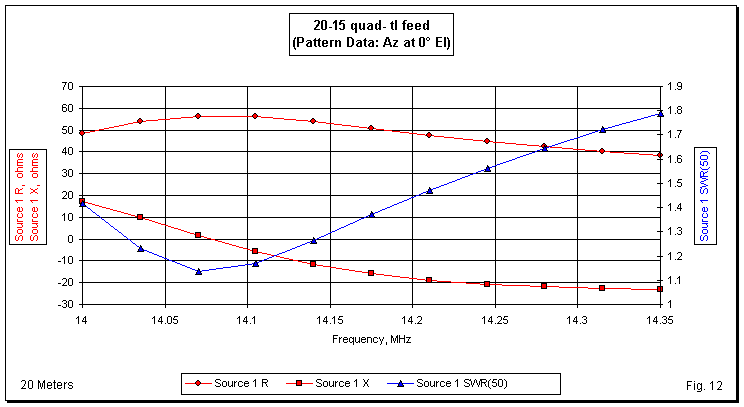 20-15 quad- tl feed
(Pattern Data: Az at 0° El)
70
60
50
40
30
20
10
0
-10
-20
-30
Source 1 R, ohms
Source 1 X, ohms
1.9
1.8
1.7
1.6
1.5
1.4
1.3
1.2
1.1
1
Source 1 SWR(50)
14
14.05
14.1
14.15
14.2
14.25
14.3
14.35
Frequency, MHz
20 Meters
Source 1 R
Source 1 X
Source 1 SWR(50)
Fig. 12